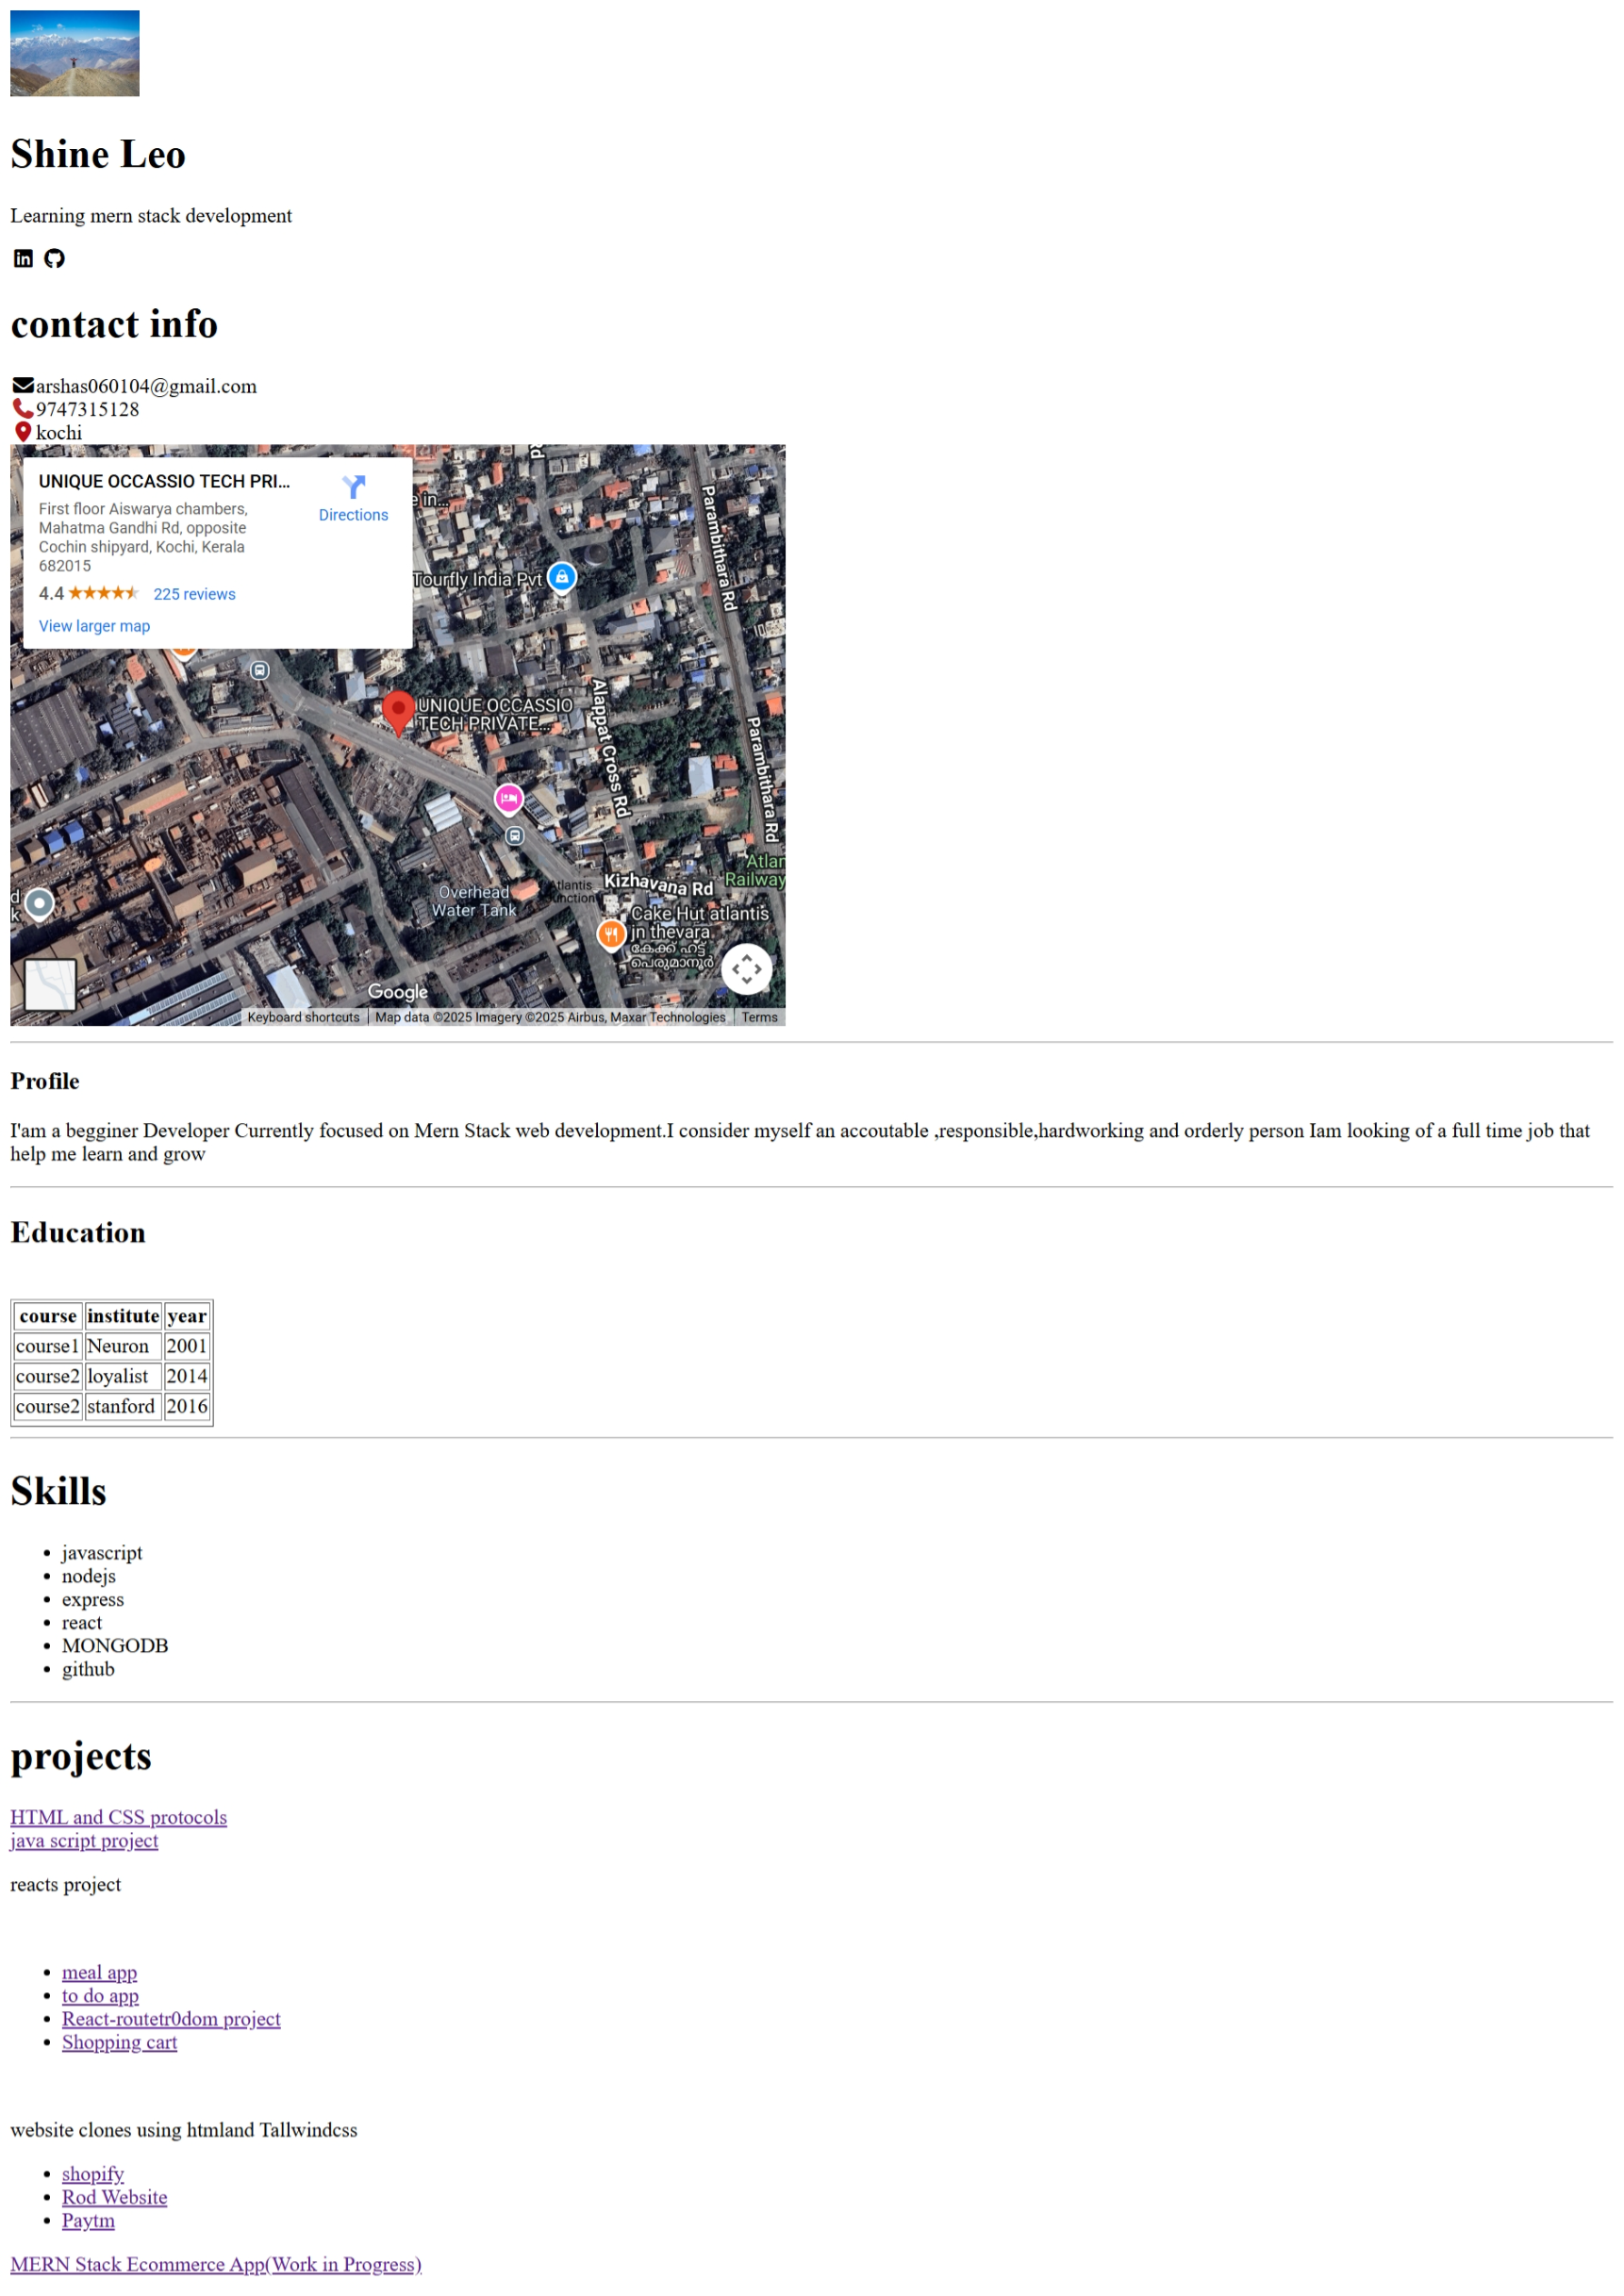 Shine Leo
Learning mern stack development
contact info
arshas060104@gmail.com
9747315128
kochi
UNIQUE OCCASSIO TECH PRI...
Directions
First floor Aiswarya chambers,
Mahatma Gandhi Rd, opposite
Cochin shipyard, Kochi, Kerala
682015
4.4
225 reviews
View larger map
Rd
e in...
Parambithara Rd
Tourfly India Pvt
UNIQUE OCCASSIO
TECH PRIVATE...
Alappat Cross Rd
Parambithara Rd
Atlan
Railway
Kizhavana Rd
Overhead
Water Tank
Atlantis
Junction
d
k
Cake Hut atlantis
jn thevara.
കേക്ക് ഹട്ട്
പെരുമാനൂർ
Google
Keyboard shortcuts
Map data ©2025 Imagery ©2025 Airbus, Maxar Technologies
Terms
Profile
I'am a begginer Developer Currently focused on Mern Stack web development.I consider myself an accoutable ,responsible,hardworking and orderly person Iam looking of a full time job that
help me learn and grow
Education
course institute year
course1 Neuron 2001
course2 loyalist 2014
course2 stanford 2016
Skills
javascript
nodejs
express
react
MONGODB
github
projects
HTML and CSS protocols
java script project
reacts project
meal app
to do app
React-routetr0dom project
Shopping cart
website clones using htmland Tallwindcss
shopify
Rod Website
Paytm
MERN Stack Ecommerce App(Work in Progress)